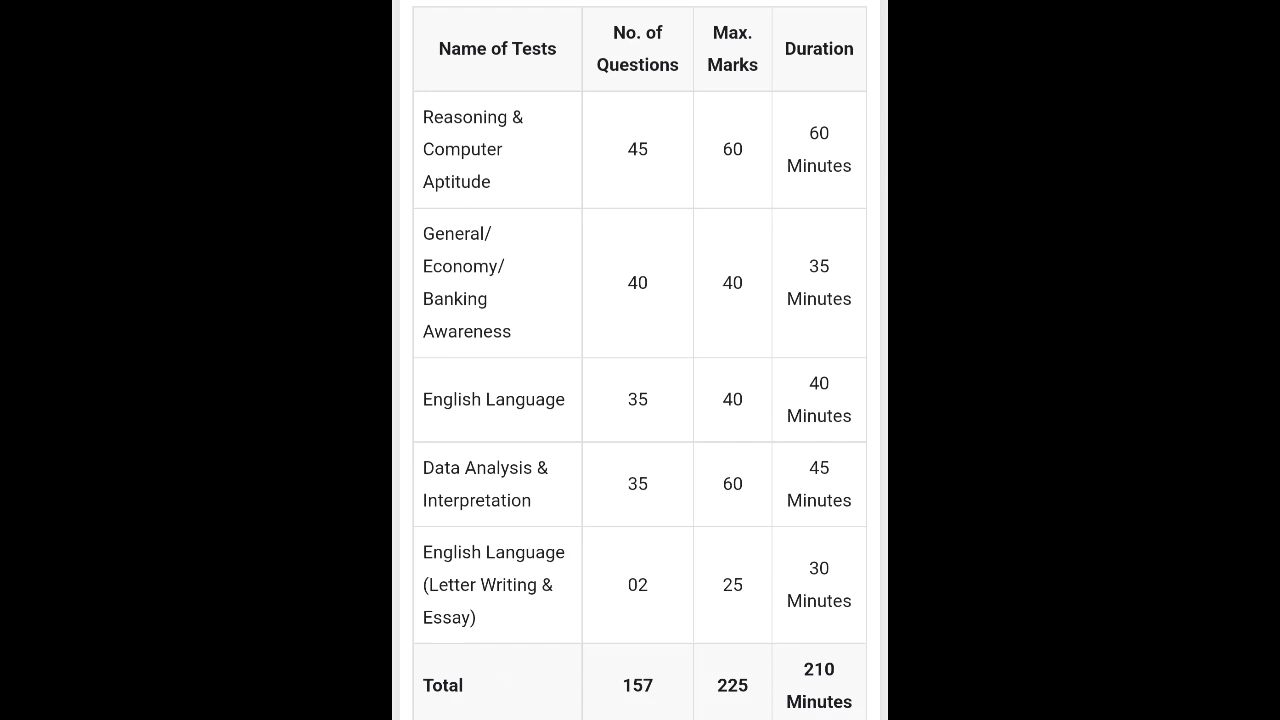 Name of Tests
No. of
Questions
Max.
Marks
Duration
Reasoning &
Computer
Aptitude
45
60
60
Minutes
General/
Economy/
Banking
Awareness
40
40
35
Minutes
English Language
35
40
40
Minutes
Data Analysis &
Interpretation
35
60
45
Minutes
English Language
(Letter Writing &
Essay)
02
25
30
Minutes
Total
157
225
210
Minutes